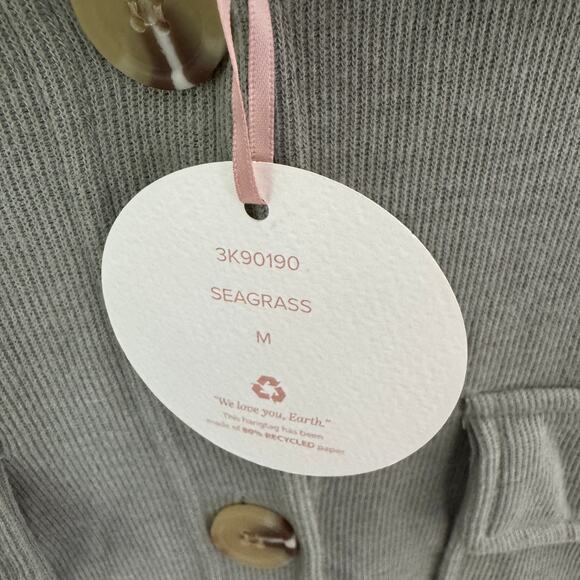 3K90190
SEAGRASS
M
"We love you, Earth."
This hangtag has been
made of 80% RECYCLED paper